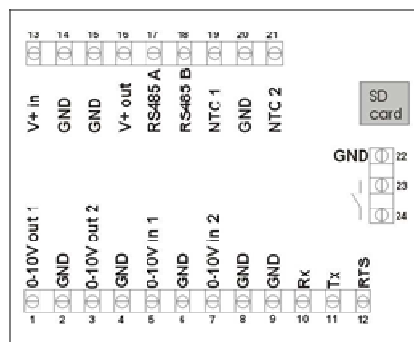 13 14 15 16 17 18 19 20 21
V+ in
GND
GND
V+ out
RS485 A
RS485 B
NTC 1
GND
NTC 2
SD
card
GND 22
23
24
0-10V out 1
GND
0-10V out 2
GND
0-10V in 1
GND
0-10V in 2
GND
GND
Rx
Tx
RTS
1 2 3 4 5 6 7 8 9 10 11 12